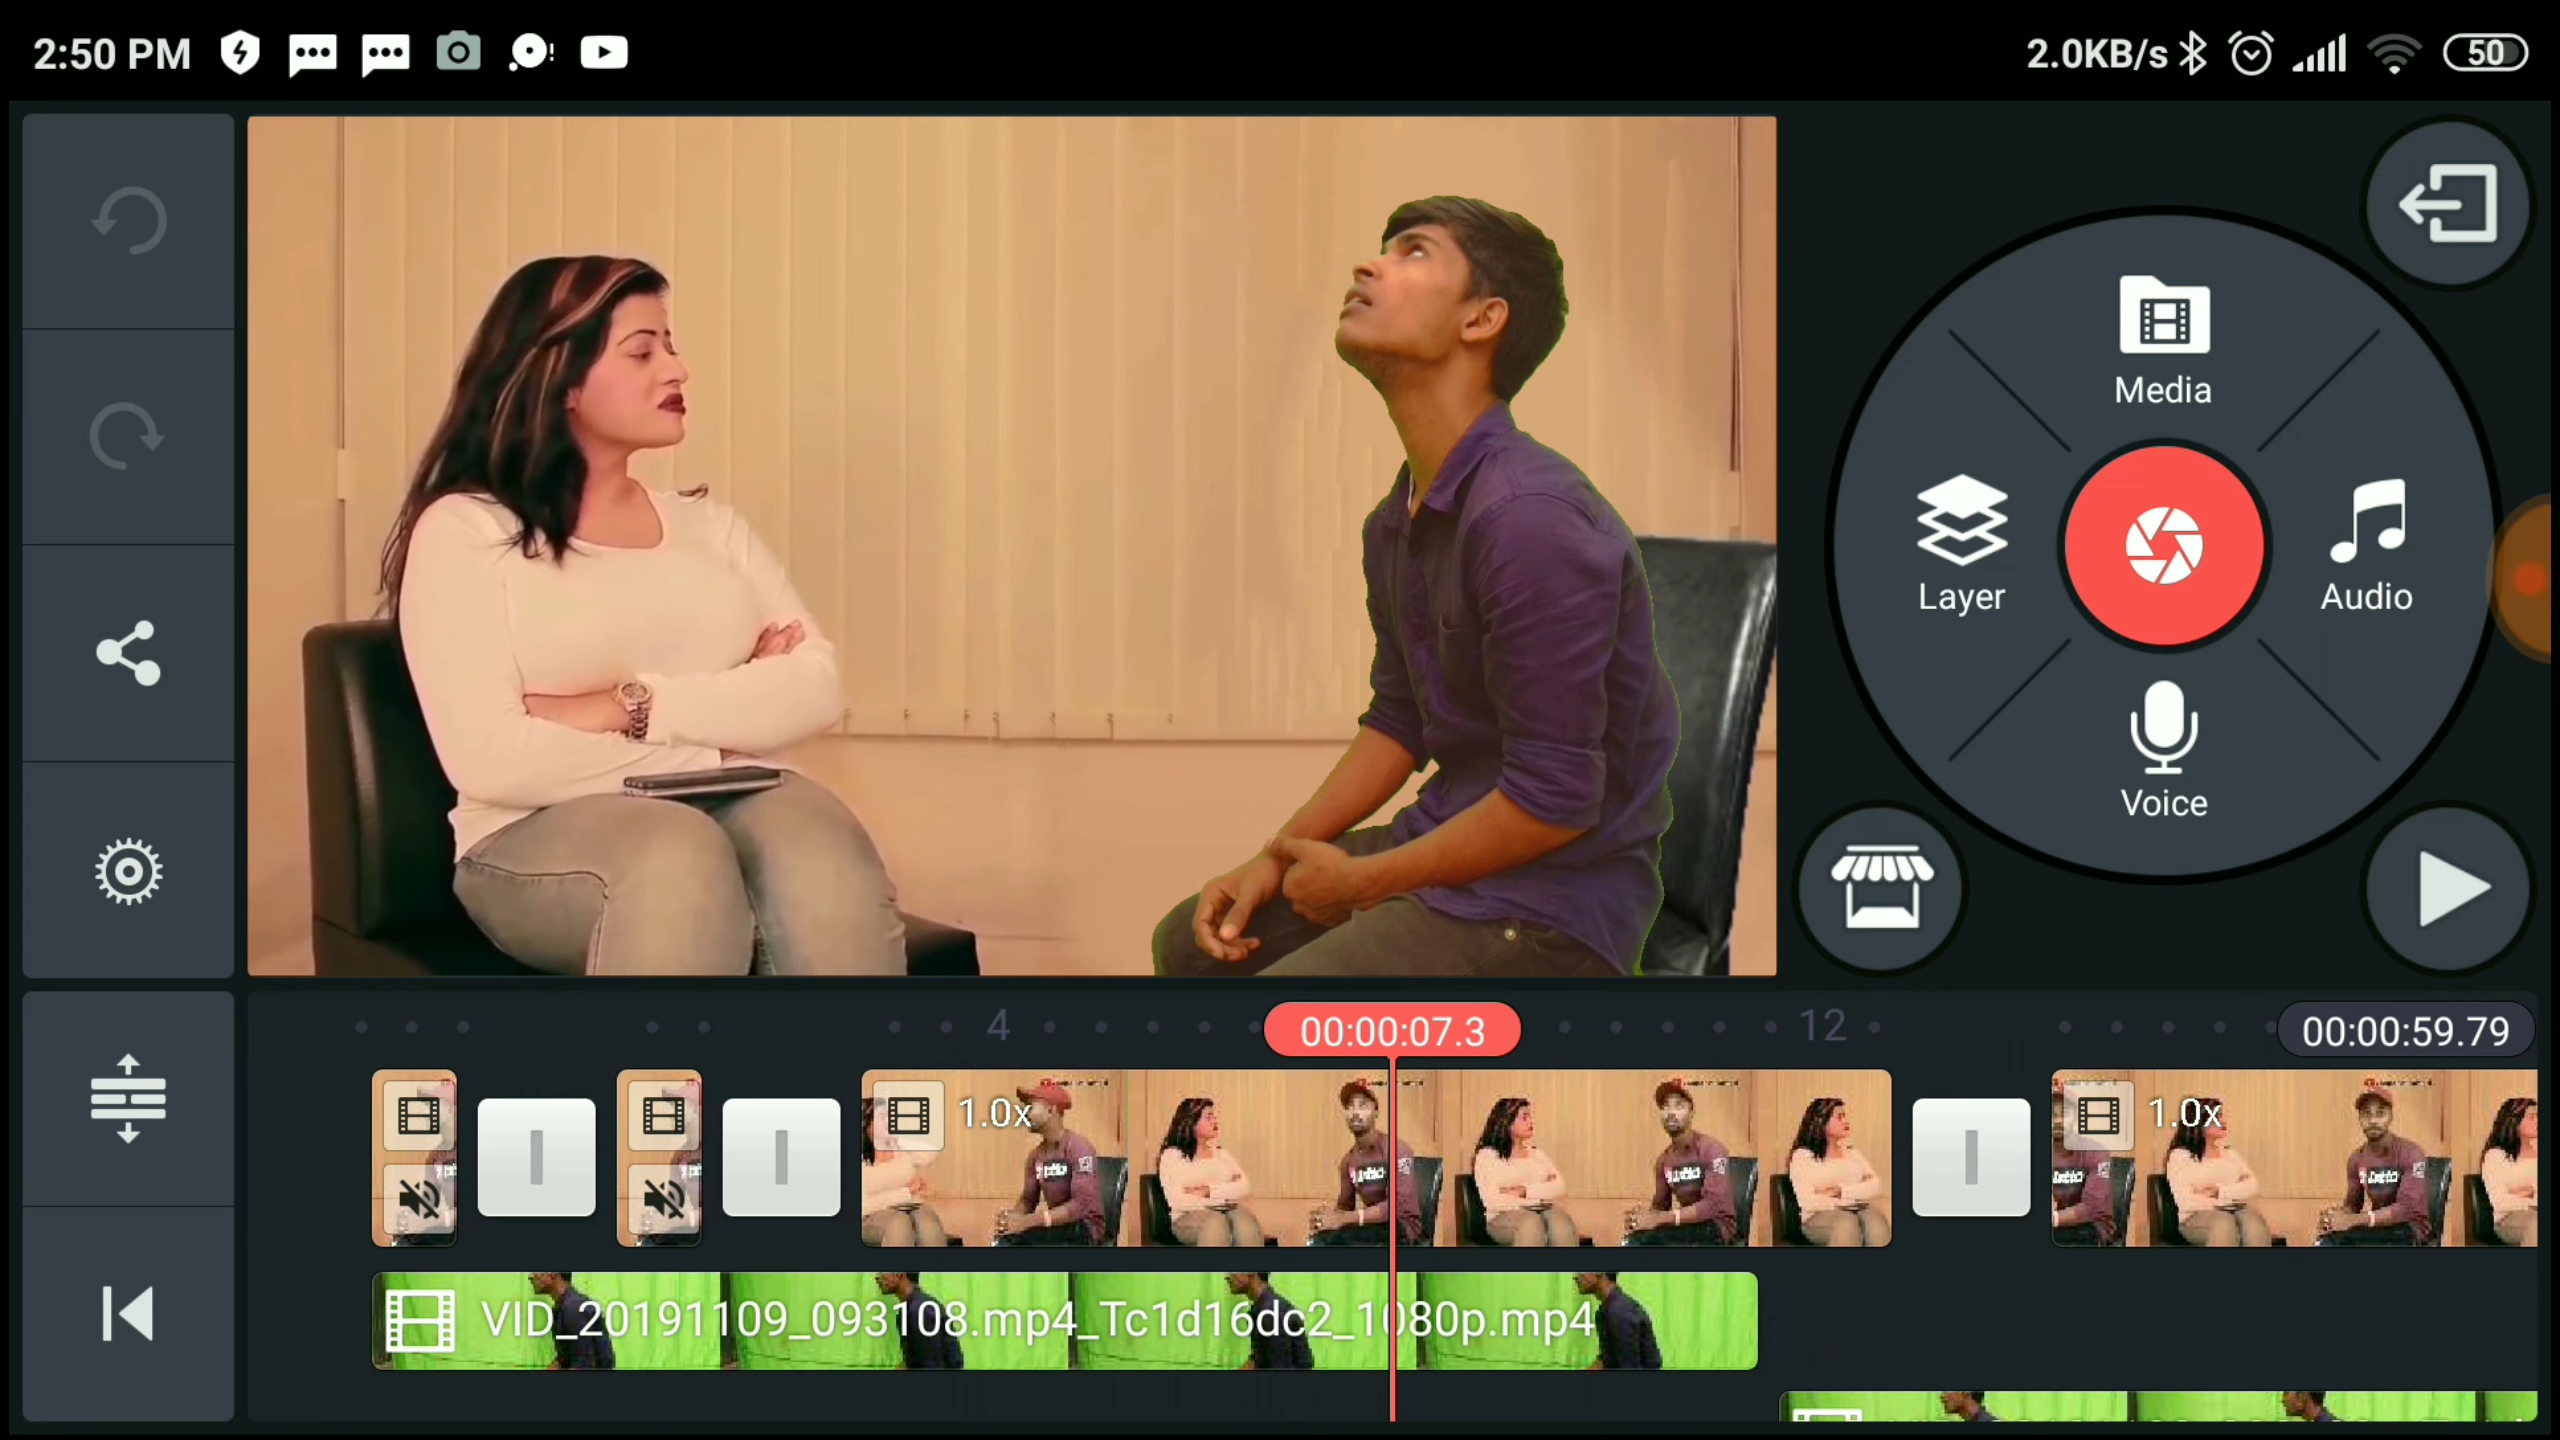 2:50 PM
2.0KB/s
50
Media
Layer
Audio
Voice
4
00:00:07.3
12
00:00:59.79
1.0x
1.0x
VID_20191109_093108.mp4_Tc1d16dc2_1080p.mp4